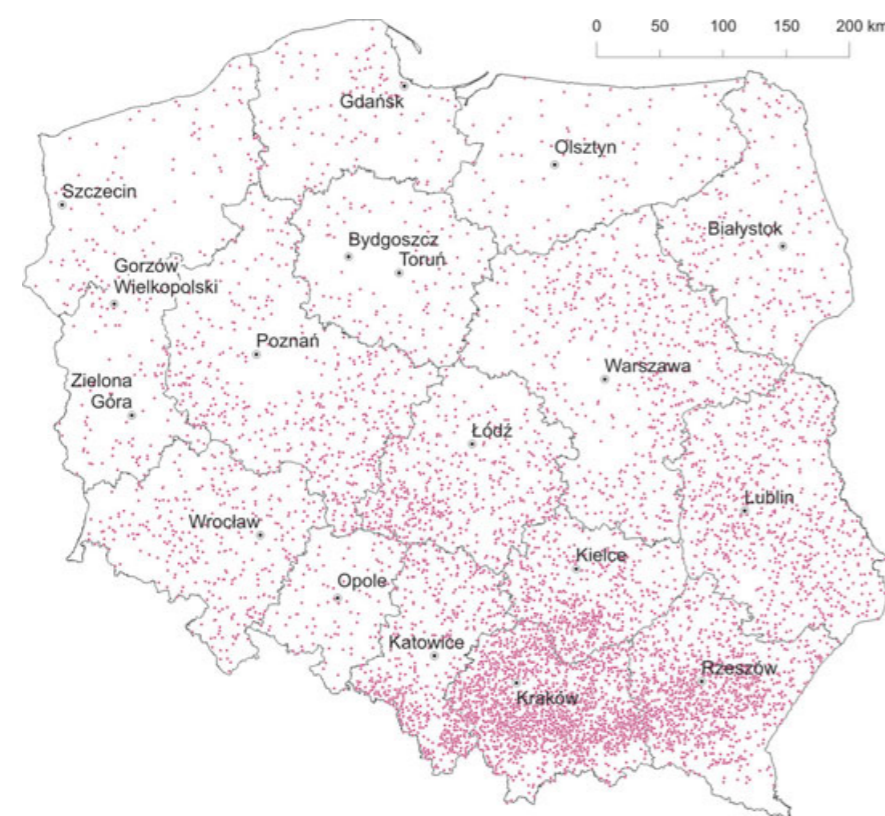 0 50 100 150 200 km
Gdańsk
Olsztyn
Szczecin
Białystok
Bydgoszcz
Toruń
Gorzów
Wielkopolski
Poznań
Warszawa
Zielona
Góra
Łódź
Lublin
Wrocław
Kielce
Opole
Katowice
Rzeszów
Kraków